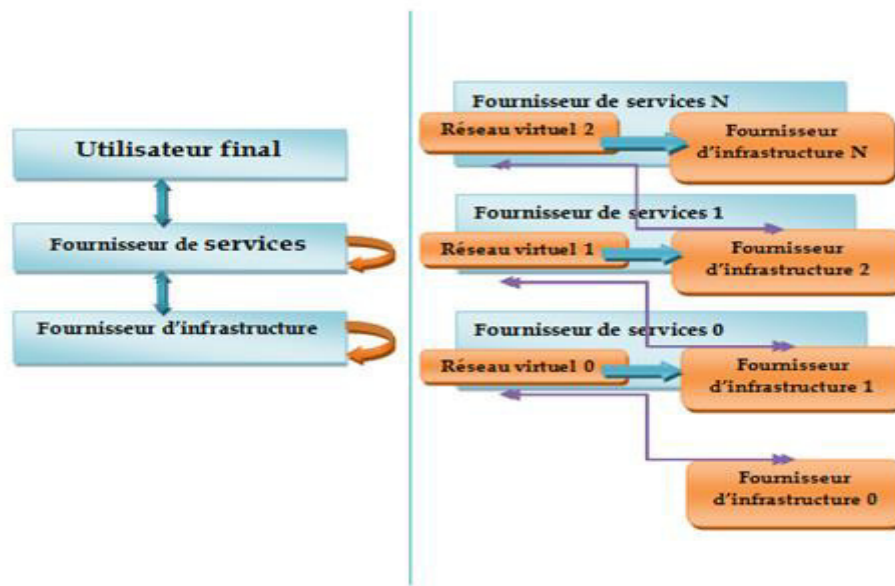 Utilisateur final
Fournisseur de services
Fournisseur d'infrastructure
Fournisseur de services N
Réseau virtuel 2
Fournisseur
d'infrastructure N
Fournisseur de services 1
Réseau virtuel 1
Fournisseur
d'infrastructure 2
Fournisseur de services 0
Réseau virtuel 0
Fournisseur
d'infrastructure 1
Fournisseur
d'infrastructure 0